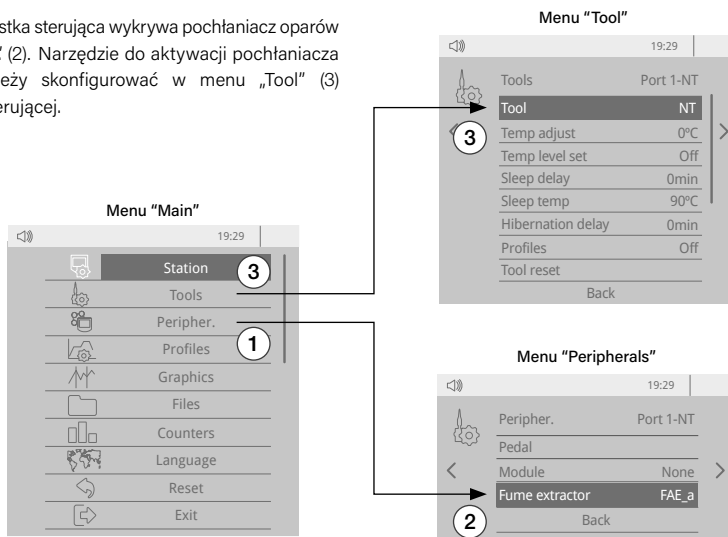 stka sterująca wykrywa pochłaniacz oparów
(2). Narzędzie do aktywacji pochłaniacza
eży skonfigurować w menu „Tool” (3)
erującej.
Menu “Main”
19:29
Station
3
Tools
Peripher.
1
Profiles
Graphics
Files
Counters
Language
Reset
Exit
Menu “Tool”
19:29
Tools Port 1-NT
Tool NT
3
Temp adjust 0ºC
Temp level set Off
Sleep delay 0min
Sleep temp 90ºC
Hibernation delay 0min
Profiles Off
Tool reset
Back
Menu “Peripherals”
19:29
Peripher. Port 1-NT
Pedal
Module None
Fume extractor FAE_a
2
Back